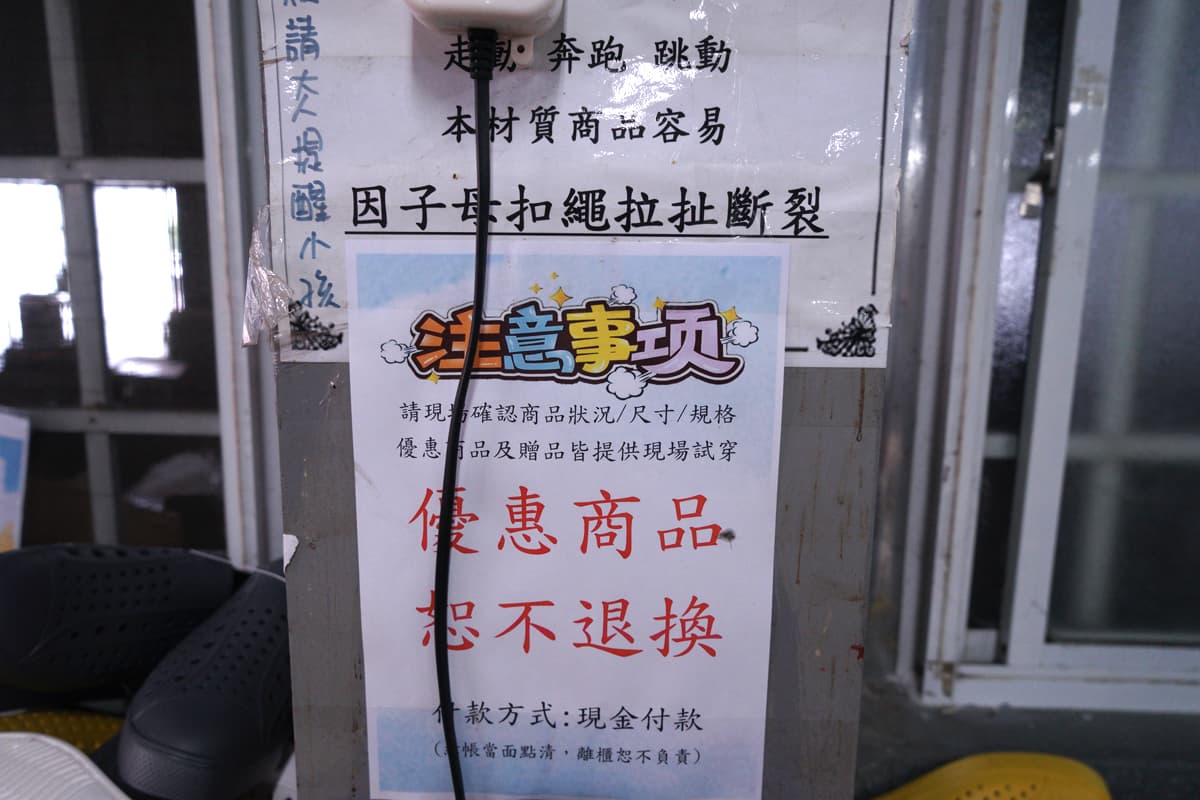 請大人提醒小孩
走動 奔跑 跳動
本材質商品容易
因子母扣繩拉扯斷裂
注意事项
請現場確認商品狀況/尺寸/規格
優惠商品及贈品皆提供現場試穿
優惠商品
恕不退換
付款方式:現金付款
(結帳當面點清,離櫃恕不負責)